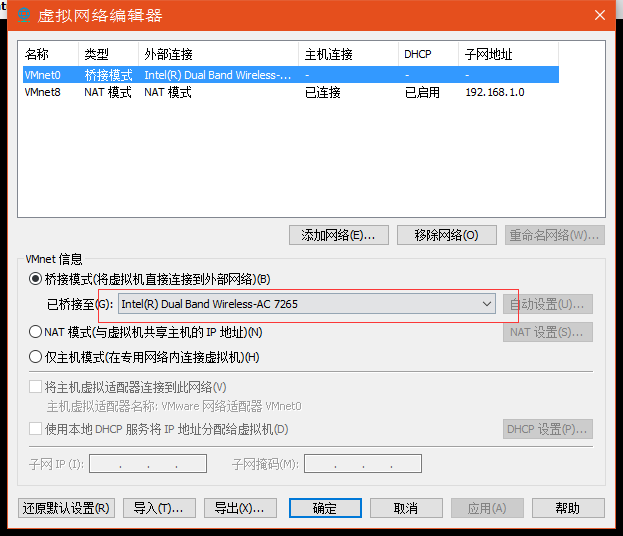 虚拟网络编辑器
名称 类型 外部连接 主机连接 DHCP 子网地址
VMnet0 桥接模式 Intel(R) Dual Band Wireless-... - - -
VMnet8 NAT 模式 NAT 模式 已连接 已启用 192.168.1.0
添加网络(E)... 移除网络(O) 重命名网络(W)...
VMnet 信息
桥接模式(将虚拟机直接连接到外部网络)(B)
已桥接至(G): Intel(R) Dual Band Wireless-AC 7265 自动设置(U)...
NAT 模式(与虚拟机共享主机的 IP 地址)(N) NAT 设置(S)...
仅主机模式(在专用网络内连接虚拟机)(H)
将主机虚拟适配器连接到此网络(V)
主机虚拟适配器名称: VMware 网络适配器 VMnet0
使用本地 DHCP 服务将 IP 地址分配给虚拟机(D) DHCP 设置(P)...
子网 IP (I): . . . 子网掩码(M): . . .
还原默认设置(R) 导入(T)... 导出(X)... 确定 取消 应用(A) 帮助